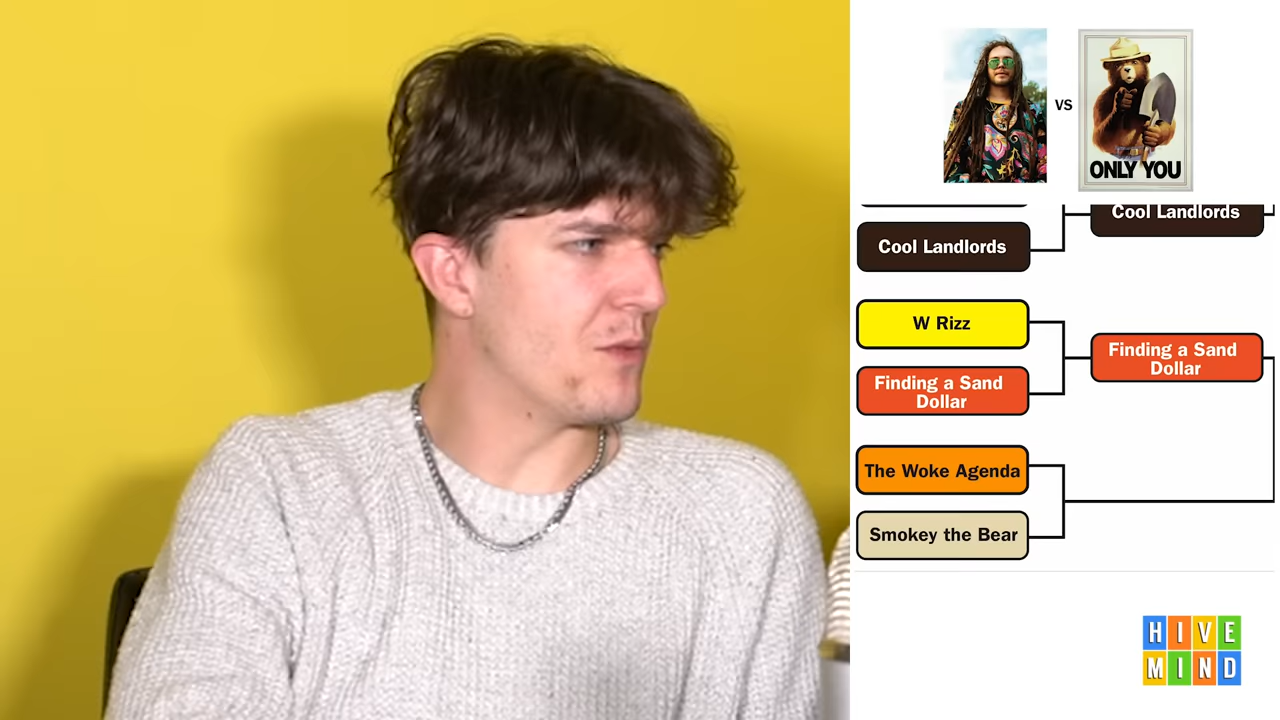 VS
ONLY YOU
Cool Landlords
Cool Landlords
W Rizz
Finding a Sand
Dollar
Finding a Sand
Dollar
The Woke Agenda
Smokey the Bear
HIVE
MIND